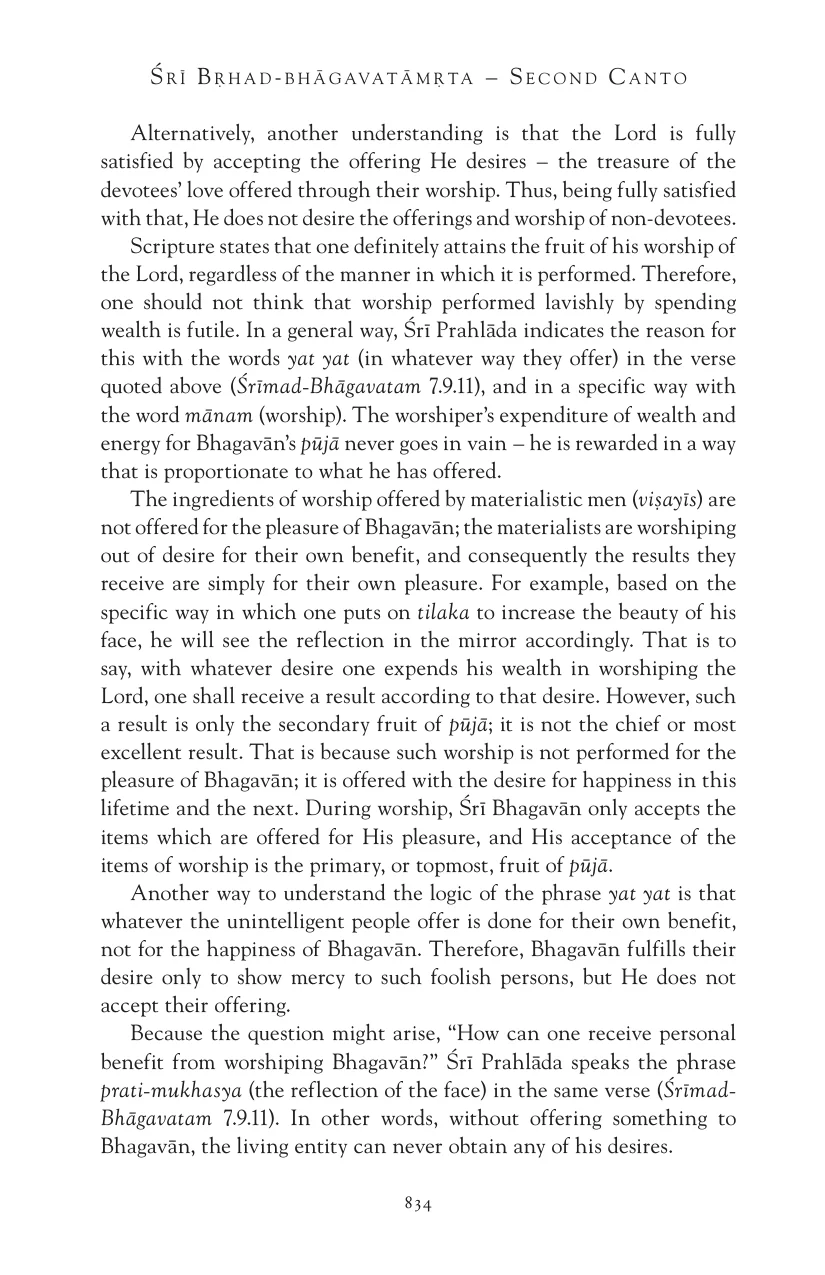 Śrī Bṛhad-bhāgavatāmṛta – Second Canto
Alternatively, another understanding is that the Lord is fully
satisfied by accepting the offering He desires – the treasure of the
devotees’ love offered through their worship. Thus, being fully satisfied
with that, He does not desire the offerings and worship of non-devotees.
Scripture states that one definitely attains the fruit of his worship of
the Lord, regardless of the manner in which it is performed. Therefore,
one should not think that worship performed lavishly by spending
wealth is futile. In a general way, Śrī Prahlāda indicates the reason for
this with the words yat yat (in whatever way they offer) in the verse
quoted above (Śrīmad-Bhāgavatam 7.9.11), and in a specific way with
the word mānam (worship). The worshiper’s expenditure of wealth and
energy for Bhagavān’s pūjā never goes in vain – he is rewarded in a way
that is proportionate to what he has offered.
The ingredients of worship offered by materialistic men (viṣayīs) are
not offered for the pleasure of Bhagavān; the materialists are worshiping
out of desire for their own benefit, and consequently the results they
receive are simply for their own pleasure. For example, based on the
specific way in which one puts on tilaka to increase the beauty of his
face, he will see the reflection in the mirror accordingly. That is to
say, with whatever desire one expends his wealth in worshiping the
Lord, one shall receive a result according to that desire. However, such
a result is only the secondary fruit of pūjā; it is not the chief or most
excellent result. That is because such worship is not performed for the
pleasure of Bhagavān; it is offered with the desire for happiness in this
lifetime and the next. During worship, Śrī Bhagavān only accepts the
items which are offered for His pleasure, and His acceptance of the
items of worship is the primary, or topmost, fruit of pūjā.
Another way to understand the logic of the phrase yat yat is that
whatever the unintelligent people offer is done for their own benefit,
not for the happiness of Bhagavān. Therefore, Bhagavān fulfills their
desire only to show mercy to such foolish persons, but He does not
accept their offering.
Because the question might arise, “How can one receive personal
benefit from worshiping Bhagavān?” Śrī Prahlāda speaks the phrase
prati-mukhasya (the reflection of the face) in the same verse (Śrīmad-
Bhāgavatam 7.9.11). In other words, without offering something to
Bhagavān, the living entity can never obtain any of his desires.
834